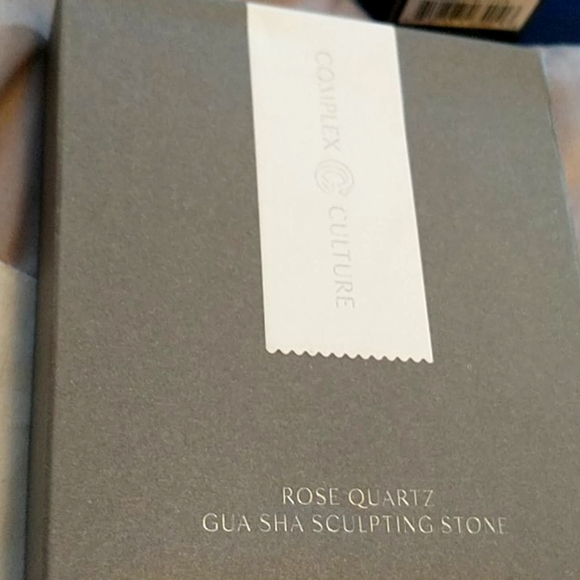 COMPLEX CULTURE
ROSE QUARTZ
GUA SHA SCULPTING STONE